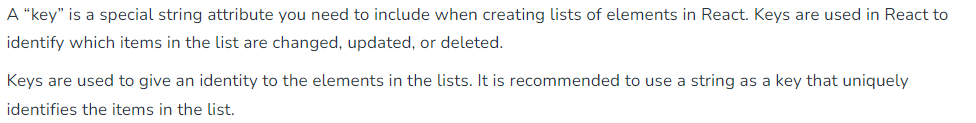 A “key” is a special string attribute you need to include when creating lists of elements in React. Keys are used in React to
identify which items in the list are changed, updated, or deleted.
Keys are used to give an identity to the elements in the lists. It is recommended to use a string as a key that uniquely
identifies the items in the list.